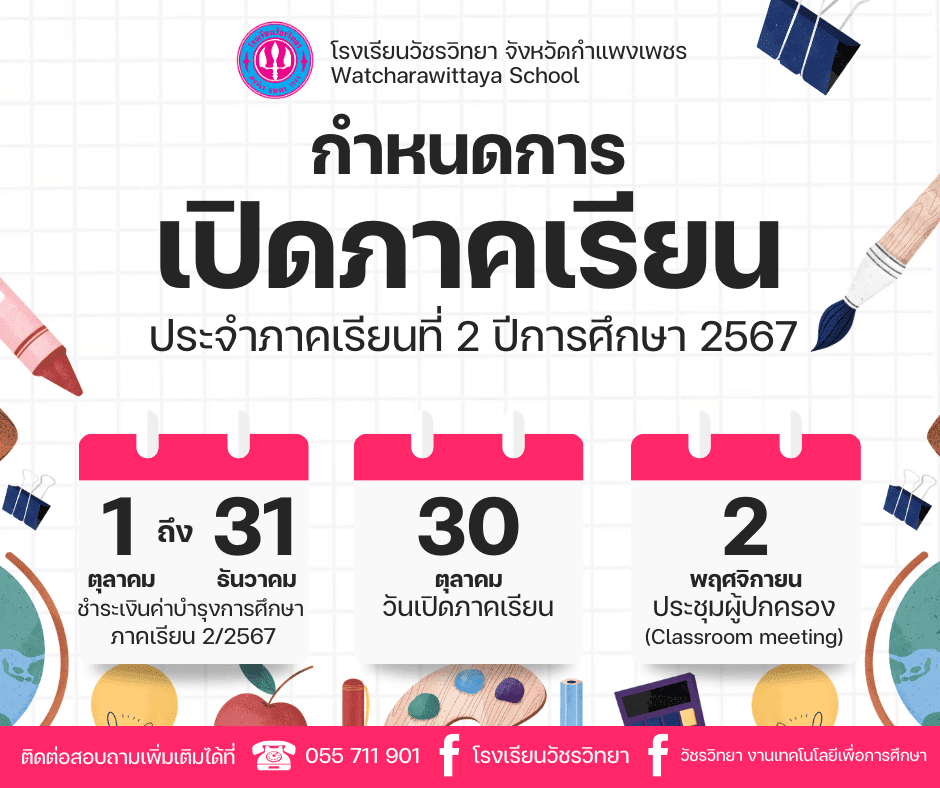 โรงเรียนวัชรวิทยา จังหวัดกำแพงเพชร
Watcharawittaya School
กำหนดการ
เปิดภาคเรียน
ประจำภาคเรียนที่ 2 ปีการศึกษา 2567
1 ถึง 31
ตุลาคม ธันวาคม
ชำระเงินค่าบำรุงการศึกษา
ภาคเรียน 2/2567
30
ตุลาคม
วันเปิดภาคเรียน
2
พฤศจิกายน
ประชุมผู้ปกครอง
(Classroom meeting)
ติดต่อสอบถามเพิ่มเติมได้ที่ 055 711 901 โรงเรียนวัชรวิทยา วัชรวิทยา งานเทคโนโลยีเพื่อการศึกษา